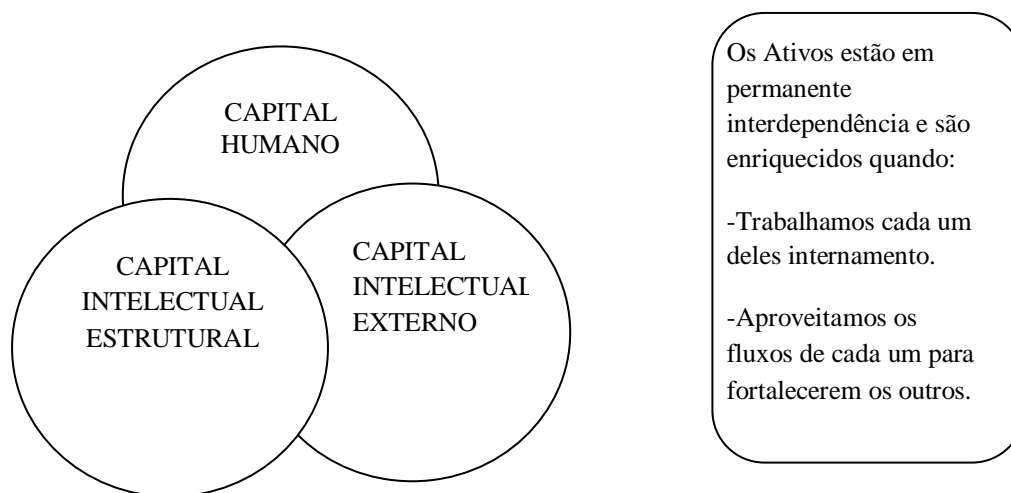 CAPITAL
HUMANO
CAPITAL
INTELECTUAL
ESTRUTURAL
CAPITAL
INTELECTUAL
EXTERNO
Os Ativos estão em
permanente
interdependência e são
enriquecidos quando:
-Trabalhamos cada um
deles internamento.
-Aproveitamos os
fluxos de cada um para
fortalecerem os outros.